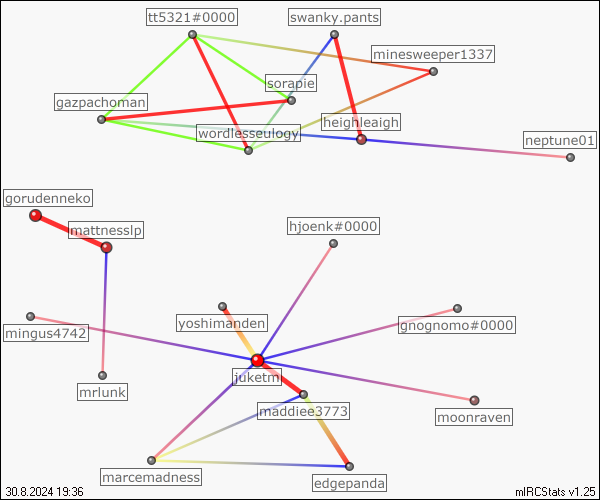 tt5321#0000
swanky.pants
minesweeper1337
sorapie
gazpachoman
heighleaigh
wordlesseulogy
neptune01
gorudenneko
mattnesslp
hjoenk#0000
yoshimanden
gnognomo#0000
mingus4742
juketm
mrlunk
maddiee3773
moonraven
marcemadness
edgepanda
30.8.2024 19:36
mIRCStats v1.25